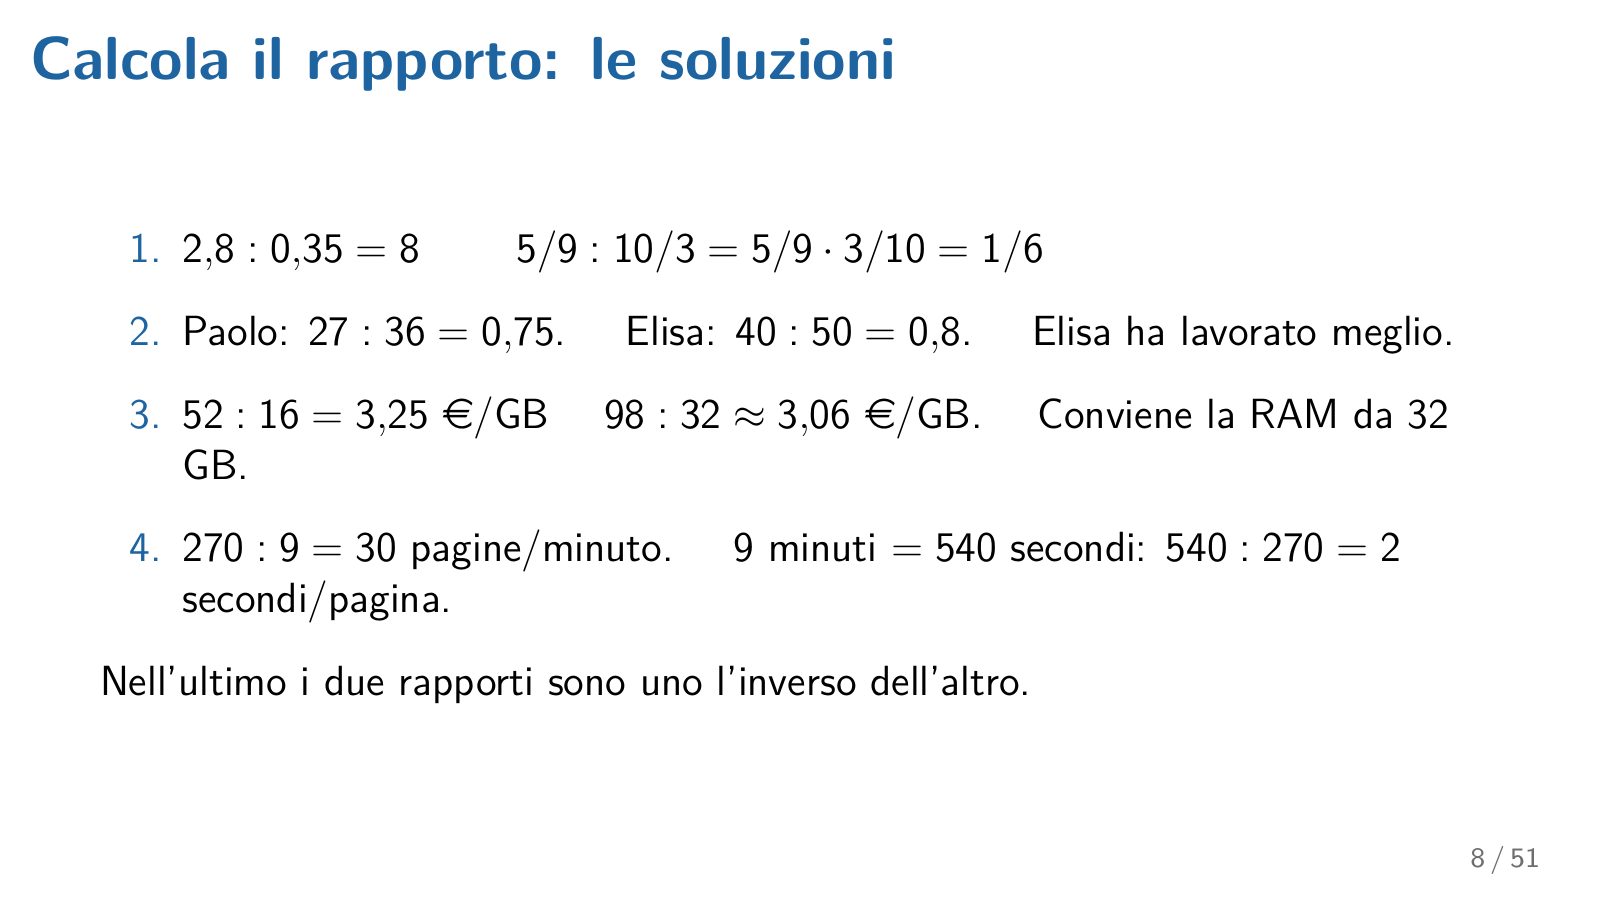 Calcola il rapporto: le soluzioni
1. 2,8 : 0,35 = 8 5/9 : 10/3 = 5/9 · 3/10 = 1/6
2. Paolo: 27 : 36 = 0,75. Elisa: 40 : 50 = 0,8. Elisa ha lavorato meglio.
3. 52 : 16 = 3,25 €/GB 98 : 32 ≈ 3,06 €/GB. Conviene la RAM da 32
GB.
4. 270 : 9 = 30 pagine/minuto. 9 minuti = 540 secondi: 540 : 270 = 2
secondi/pagina.
Nell'ultimo i due rapporti sono uno l'inverso dell'altro.
8 / 51